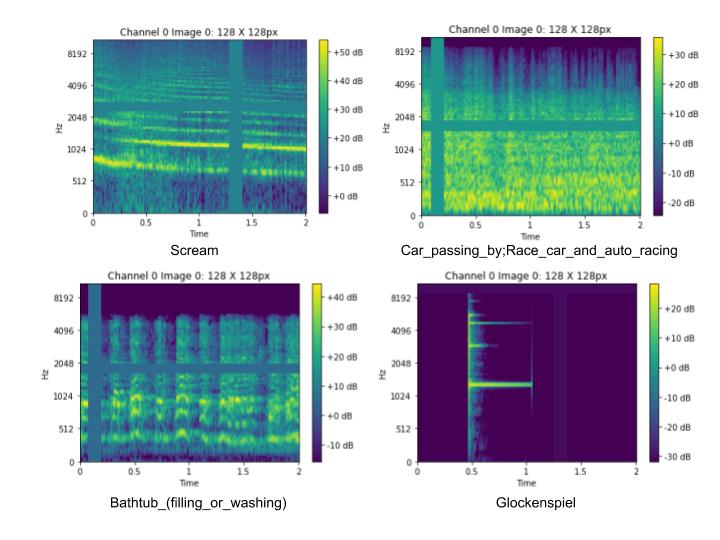 Channel 0 Image 0: 128 X 128px
8192
4096
2048
1024
512
0
Hz
0
0.5
1
1.5
2
Time
+50 dB
+40 dB
+30 dB
+20 dB
+10 dB
+0 dB
Scream
Channel 0 Image 0: 128 X 128px
8192
4096
2048
1024
512
0
Hz
0
0.5
1
1.5
2
Time
+30 dB
+20 dB
+10 dB
+0 dB
-10 dB
-20 dB
Car_passing_by;Race_car_and_auto_racing
Channel 0 Image 0: 128 X 128px
8192
4096
2048
1024
512
0
Hz
0
0.5
1
1.5
2
Time
+40 dB
+30 dB
+20 dB
+10 dB
+0 dB
-10 dB
Bathtub_(filling_or_washing)
Channel 0 Image 0: 128 X 128px
8192
4096
2048
1024
512
0
Hz
0
0.5
1
1.5
2
Time
+20 dB
+10 dB
+0 dB
-10 dB
-20 dB
-30 dB
Glockenspiel